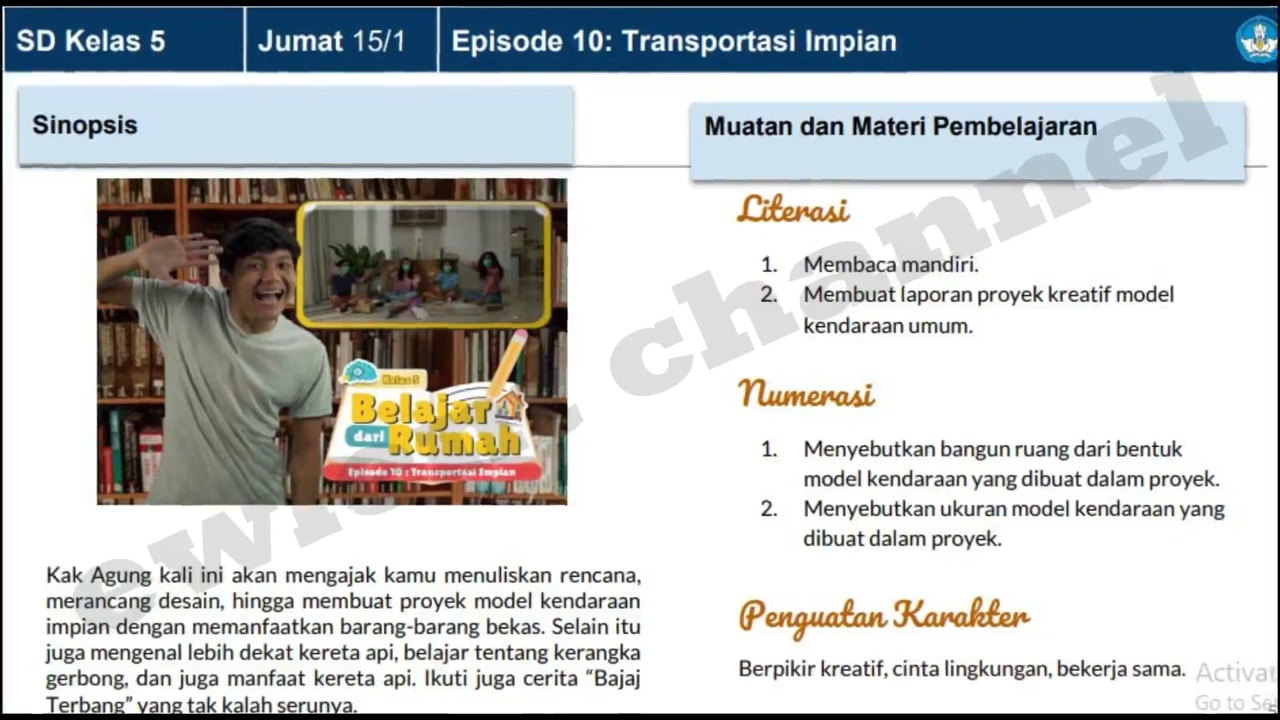 SD Kelas 5
Jumat 15/1
Episode 10: Transportasi Impian
Sinopsis
Kelas 5
Belajar
dari Rumah
Episode 10 : Transportasi Impian
Kak Agung kali ini akan mengajak kamu menuliskan rencana,
merancang desain, hingga membuat proyek model kendaraan
impian dengan memanfaatkan barang-barang bekas. Selain itu
juga mengenal lebih dekat kereta api, belajar tentang kerangka
gerbong, dan juga manfaat kereta api. Ikuti juga cerita “Bajaj
Terbang” yang tak kalah serunya.
Muatan dan Materi Pembelajaran
Literasi
1. Membaca mandiri.
2. Membuat laporan proyek kreatif model
kendaraan umum.
Numerasi
1. Menyebutkan bangun ruang dari bentuk
model kendaraan yang dibuat dalam proyek.
2. Menyebutkan ukuran model kendaraan yang
dibuat dalam proyek.
Penguatan Karakter
Berpikir kreatif, cinta lingkungan, bekerja sama.
channel
Go to